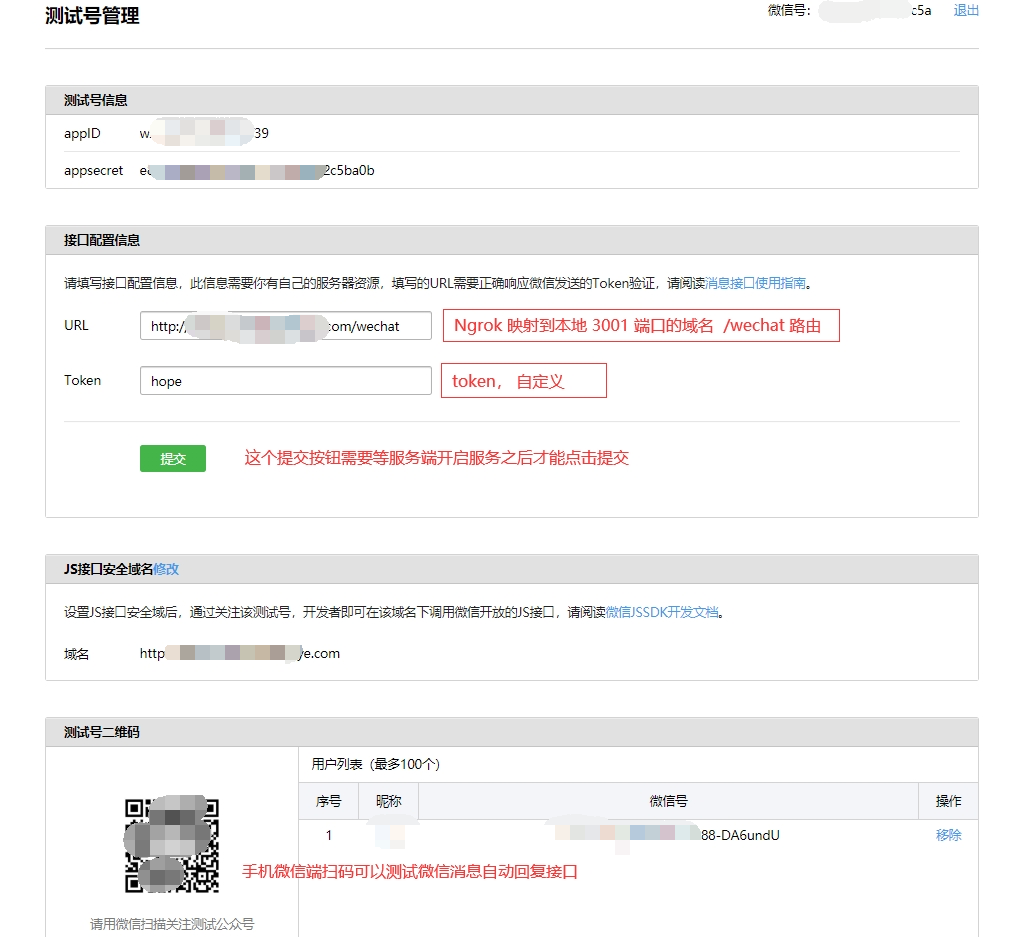 测试号管理
微信号: c5a 退出
测试号信息
appID w. 39
appsecret e 2c5ba0b
接口配置信息
请填写接口配置信息，此信息需要你有自己的服务器资源，填写的URL需要正确响应微信发送的Token验证，请阅读消息接口使用指南。
URL http:/ .com/wechat Ngrok 映射到本地 3001 端口的域名 /wechat 路由
Token hope token， 自定义
提交 这个提交按钮需要等服务端开启服务之后才能点击提交
JS接口安全域名修改
设置JS接口安全域后，通过关注该测试号，开发者即可在该域名下调用微信开放的JS接口，请阅读微信JSSDK开发文档。
域名 http ye.com
测试号二维码
用户列表（最多100个）
序号 昵称 微信号 操作
1 88-DA6undU 移除
手机微信端扫码可以测试微信消息自动回复接口
请用微信扫描关注测试公众号